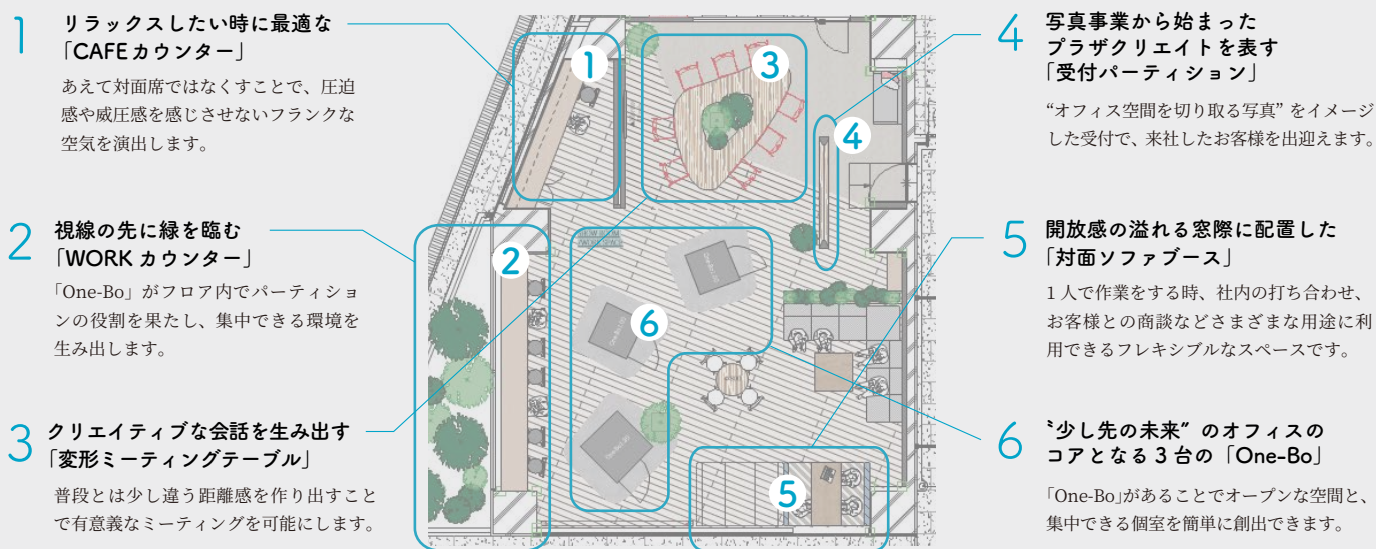 1
リラックスしたい時に最適な
「CAFEカウンター」
あえて対面席ではなくすことで、圧迫
感や威圧感を感じさせないフランクな
空気を演出します。
2
視線の先に緑を臨む
「WORKカウンター」
「One-Bo」がフロア内でパーティショ
ンの役割を果たし、集中できる環境を
生み出します。
3
クリエイティブな会話を生み出す
「変形ミーティングテーブル」
普段とは少し違う距離感を作り出すこと
で有意義なミーティングを可能にします。
1
3
4
2
6
5
4
写真事業から始まった
プラザクリエイトを表す
「受付パーティション」
“オフィス空間を切り取る写真”をイメージ
した受付で、来社したお客様を出迎えます。
5
開放感の溢れる窓際に配置した
「対面ソファブース」
1人で作業をする時、社内の打ち合わせ、
お客様との商談などさまざまな用途に利
用できるフレキシブルなスペースです。
6
〝少し先の未来〞のオフィスの
コアとなる3台の「One-Bo」
「One-Bo」があることでオープンな空間と、
集中できる個室を簡単に創出できます。